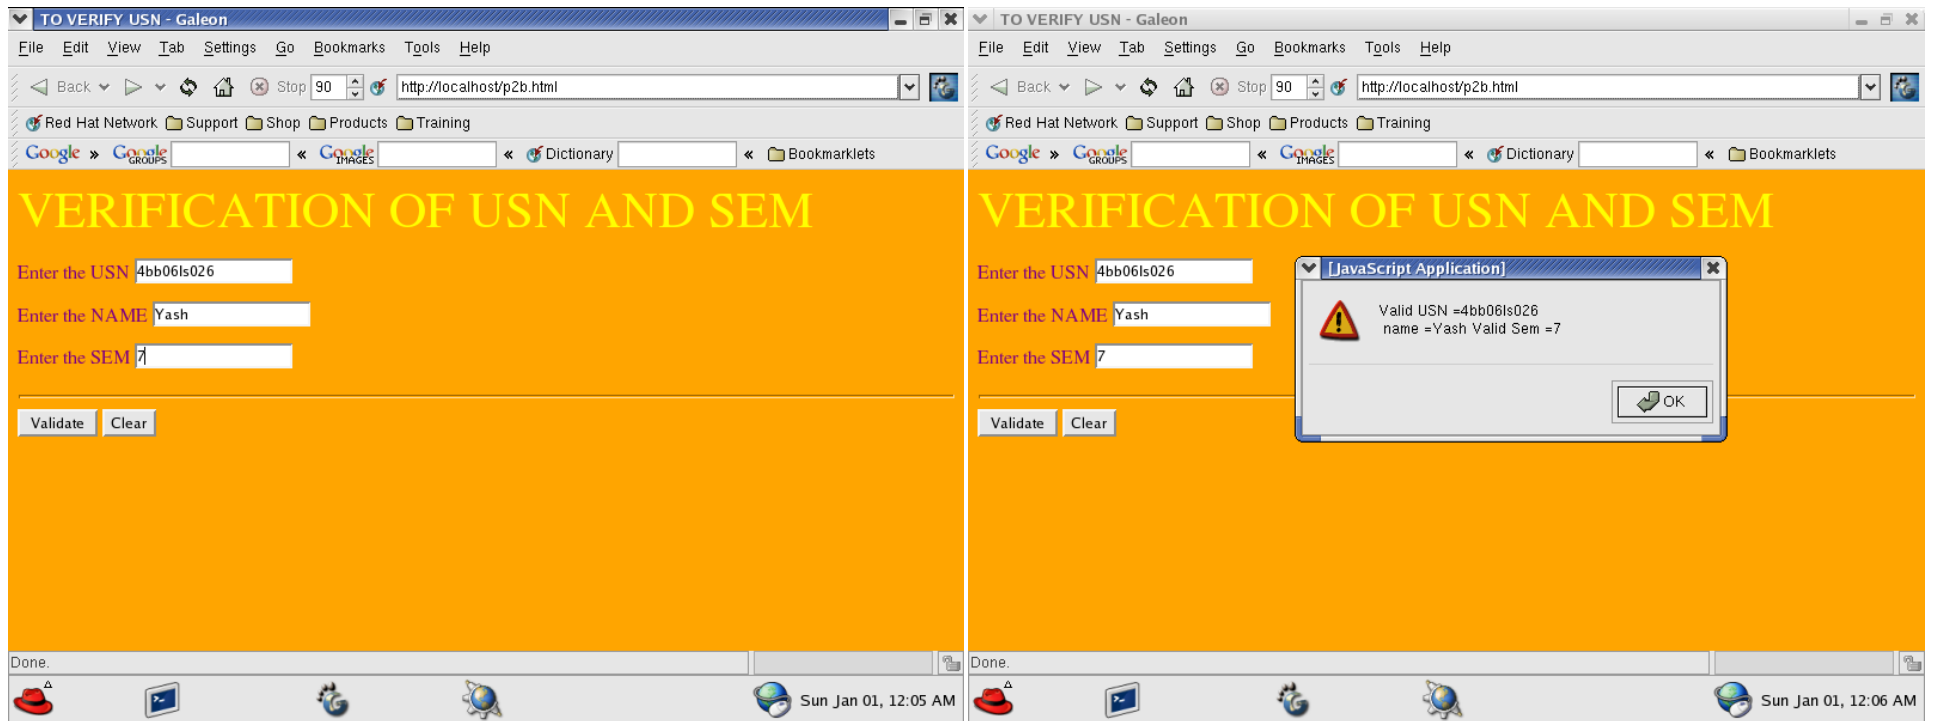 TO VERIFY USN - Galeon
File Edit View Tab Settings Go Bookmarks Tools Help
Back Stop 90 http://localhost/p2b.html
Red Hat Network Support Shop Products Training
Google » Google GROUPS « Google IMAGES « Dictionary « Bookmarklets
VERIFICATION OF USN AND SEM
Enter the USN 4bb06ls026
Enter the NAME Yash
Enter the SEM 7
Validate Clear
Done.
Sun Jan 01, 12:05 AM
TO VERIFY USN - Galeon
File Edit View Tab Settings Go Bookmarks Tools Help
Back Stop 90 http://localhost/p2b.html
Red Hat Network Support Shop Products Training
Google » Google GROUPS « Google IMAGES « Dictionary « Bookmarklets
VERIFICATION OF USN AND SEM
Enter the USN 4bb06ls026
Enter the NAME Yash
Enter the SEM 7
Validate Clear
[JavaScript Application]
Valid USN =4bb06ls026
name =Yash Valid Sem =7
OK
Done.
Sun Jan 01, 12:06 AM